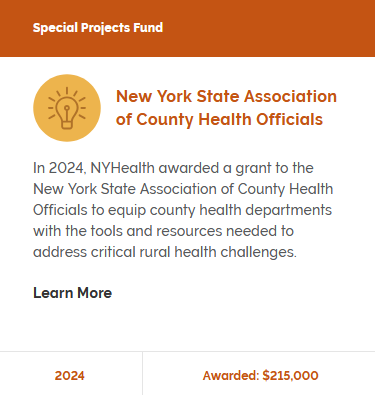 Special Projects Fund
New York State Association
of County Health Officials
In 2024, NYHealth awarded a grant to the
New York State Association of County Health
Officials to equip county health departments
with the tools and resources needed to
address critical rural health challenges.
Learn More
2024
Awarded: $215,000